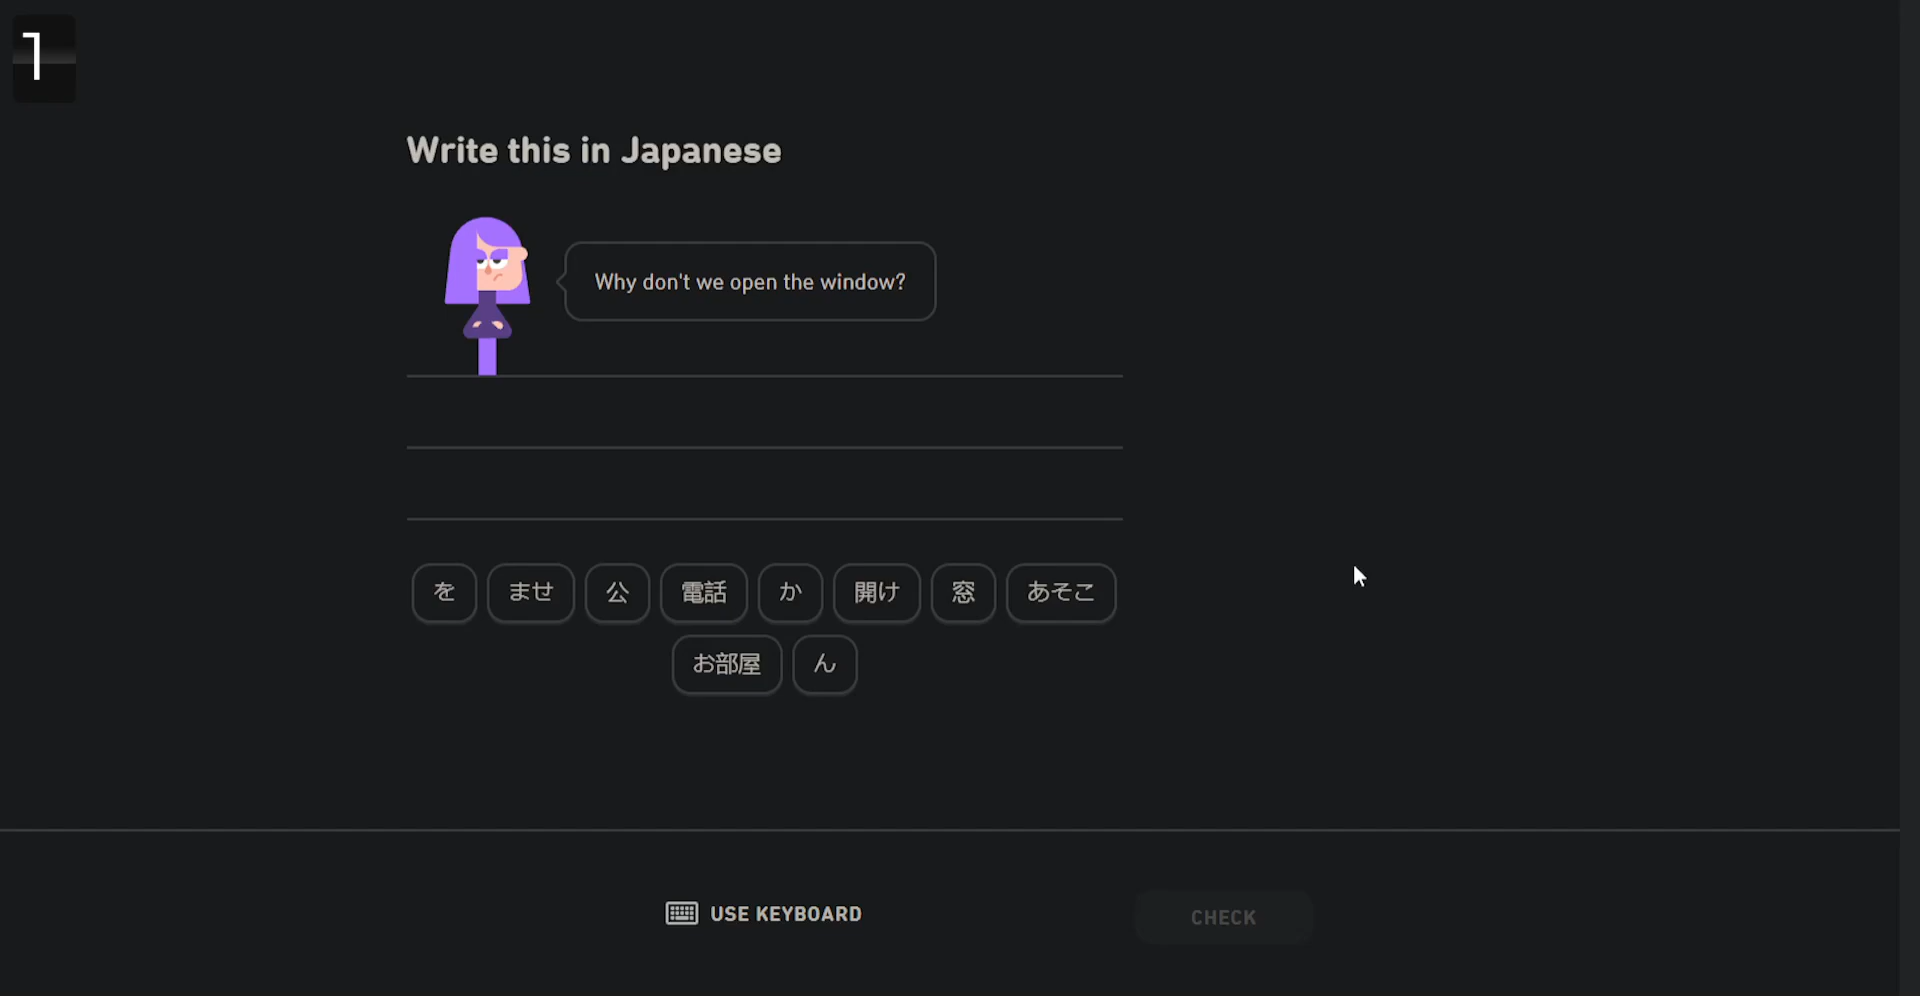 1
Write this in Japanese
Why don't we open the window?
を ませ 公 電話 か 開け 窓 あそこ
お部屋 ん
USE KEYBOARD CHECK